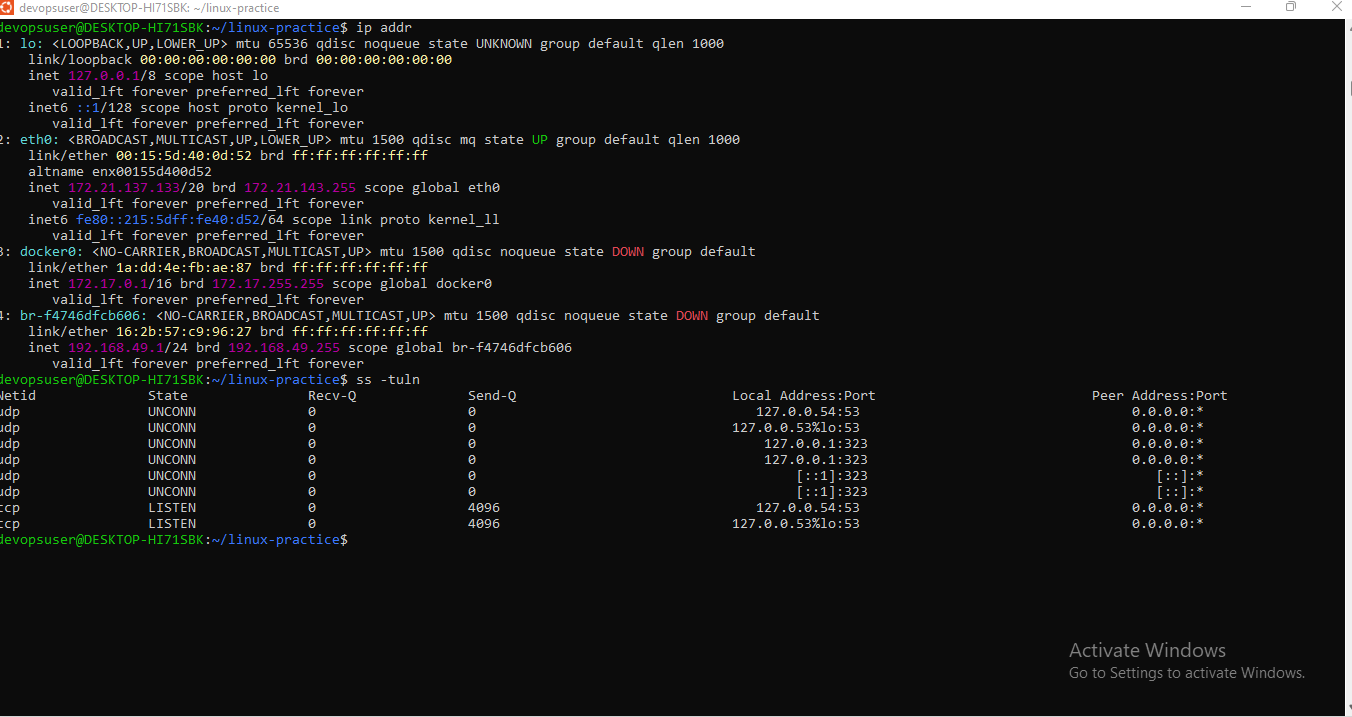 devopsuser@DESKTOP-HI71SBK: ~/linux-practice
devopsuser@DESKTOP-HI71SBK:~/linux-practice$ ip addr
1: lo: <LOOPBACK,UP,LOWER_UP> mtu 65536 qdisc noqueue state UNKNOWN group default qlen 1000
    link/loopback 00:00:00:00:00:00 brd 00:00:00:00:00:00
    inet 127.0.0.1/8 scope host lo
       valid_lft forever preferred_lft forever
    inet6 ::1/128 scope host proto kernel_lo
       valid_lft forever preferred_lft forever
2: eth0: <BROADCAST,MULTICAST,UP,LOWER_UP> mtu 1500 qdisc mq state UP group default qlen 1000
    link/ether 00:15:5d:40:0d:52 brd ff:ff:ff:ff:ff:ff
    altname enx00155d400d52
    inet 172.21.137.133/20 brd 172.21.143.255 scope global eth0
       valid_lft forever preferred_lft forever
    inet6 fe80::215:5dff:fe40:d52/64 scope link proto kernel_ll
       valid_lft forever preferred_lft forever
3: docker0: <NO-CARRIER,BROADCAST,MULTICAST,UP> mtu 1500 qdisc noqueue state DOWN group default
    link/ether 1a:dd:4e:fb:ae:87 brd ff:ff:ff:ff:ff:ff
    inet 172.17.0.1/16 brd 172.17.255.255 scope global docker0
       valid_lft forever preferred_lft forever
4: br-f4746dfcb606: <NO-CARRIER,BROADCAST,MULTICAST,UP> mtu 1500 qdisc noqueue state DOWN group default
    link/ether 16:2b:57:c9:96:27 brd ff:ff:ff:ff:ff:ff
    inet 192.168.49.1/24 brd 192.168.49.255 scope global br-f4746dfcb606
       valid_lft forever preferred_lft forever
devopsuser@DESKTOP-HI71SBK:~/linux-practice$ ss -tuln
Netid State Recv-Q Send-Q Local Address:Port Peer Address:Port
udp UNCONN 0 0 127.0.0.54:53 0.0.0.0:*
udp UNCONN 0 0 127.0.0.53%lo:53 0.0.0.0:*
udp UNCONN 0 0 127.0.0.1:323 0.0.0.0:*
udp UNCONN 0 0 127.0.0.1:323 0.0.0.0:*
udp UNCONN 0 0 [::1]:323 [::]:*
udp UNCONN 0 0 [::1]:323 [::]:*
tcp LISTEN 0 4096 127.0.0.54:53 0.0.0.0:*
tcp LISTEN 0 4096 127.0.0.53%lo:53 0.0.0.0:*
devopsuser@DESKTOP-HI71SBK:~/linux-practice$
Activate Windows
Go to Settings to activate Windows.